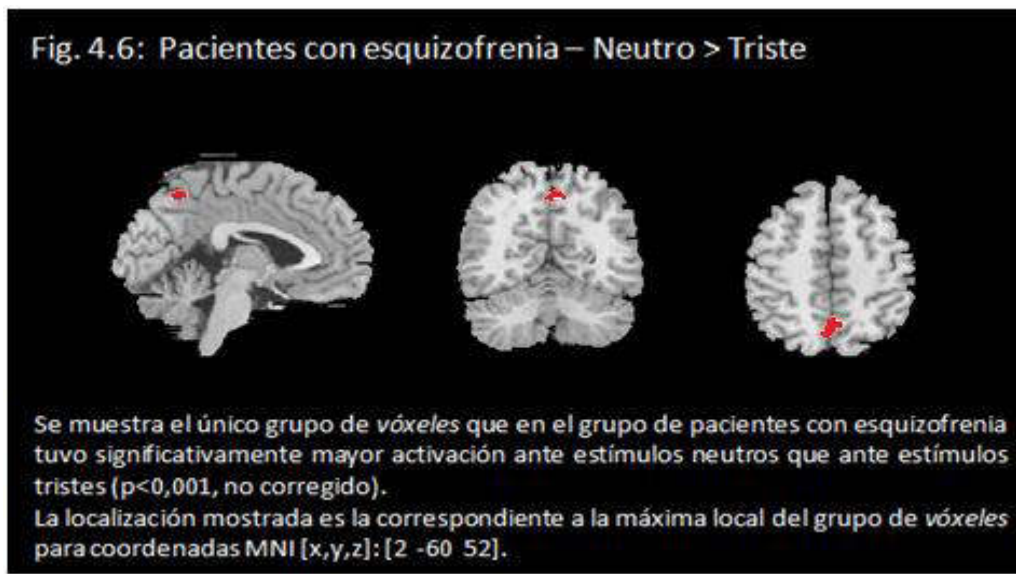 Fig. 4.6: Pacientes con esquizofrenia – Neutro > Triste
Se muestra el único grupo de vóxeles que en el grupo de pacientes con esquizofrenia
tuvo significativamente mayor activación ante estímulos neutros que ante estímulos
tristes (p<0,001, no corregido).
La localización mostrada es la correspondiente a la máxima local del grupo de vóxeles
para coordenadas MNI [x,y,z]: [2 -60 52].